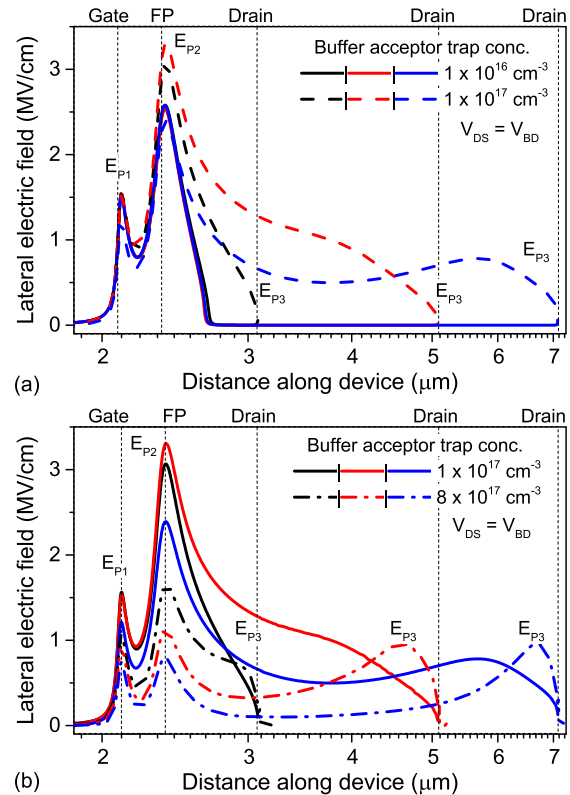 Gate FP Drain Drain Drain
E_P2
Buffer acceptor trap conc.
1 x 10^16 cm^-3
1 x 10^17 cm^-3
V_DS = V_BD
E_P1
E_P3
E_P3
E_P3
Lateral electric field (MV/cm)
3
2
1
0
2 3 4 5 6 7
(a)
Distance along device (μm)
Gate FP Drain Drain Drain
E_P2
Buffer acceptor trap conc.
1 x 10^17 cm^-3
8 x 10^17 cm^-3
V_DS = V_BD
E_P1
E_P3 E_P3 E_P3
Lateral electric field (MV/cm)
3
2
1
0
2 3 4 5 6 7
(b)
Distance along device (μm)